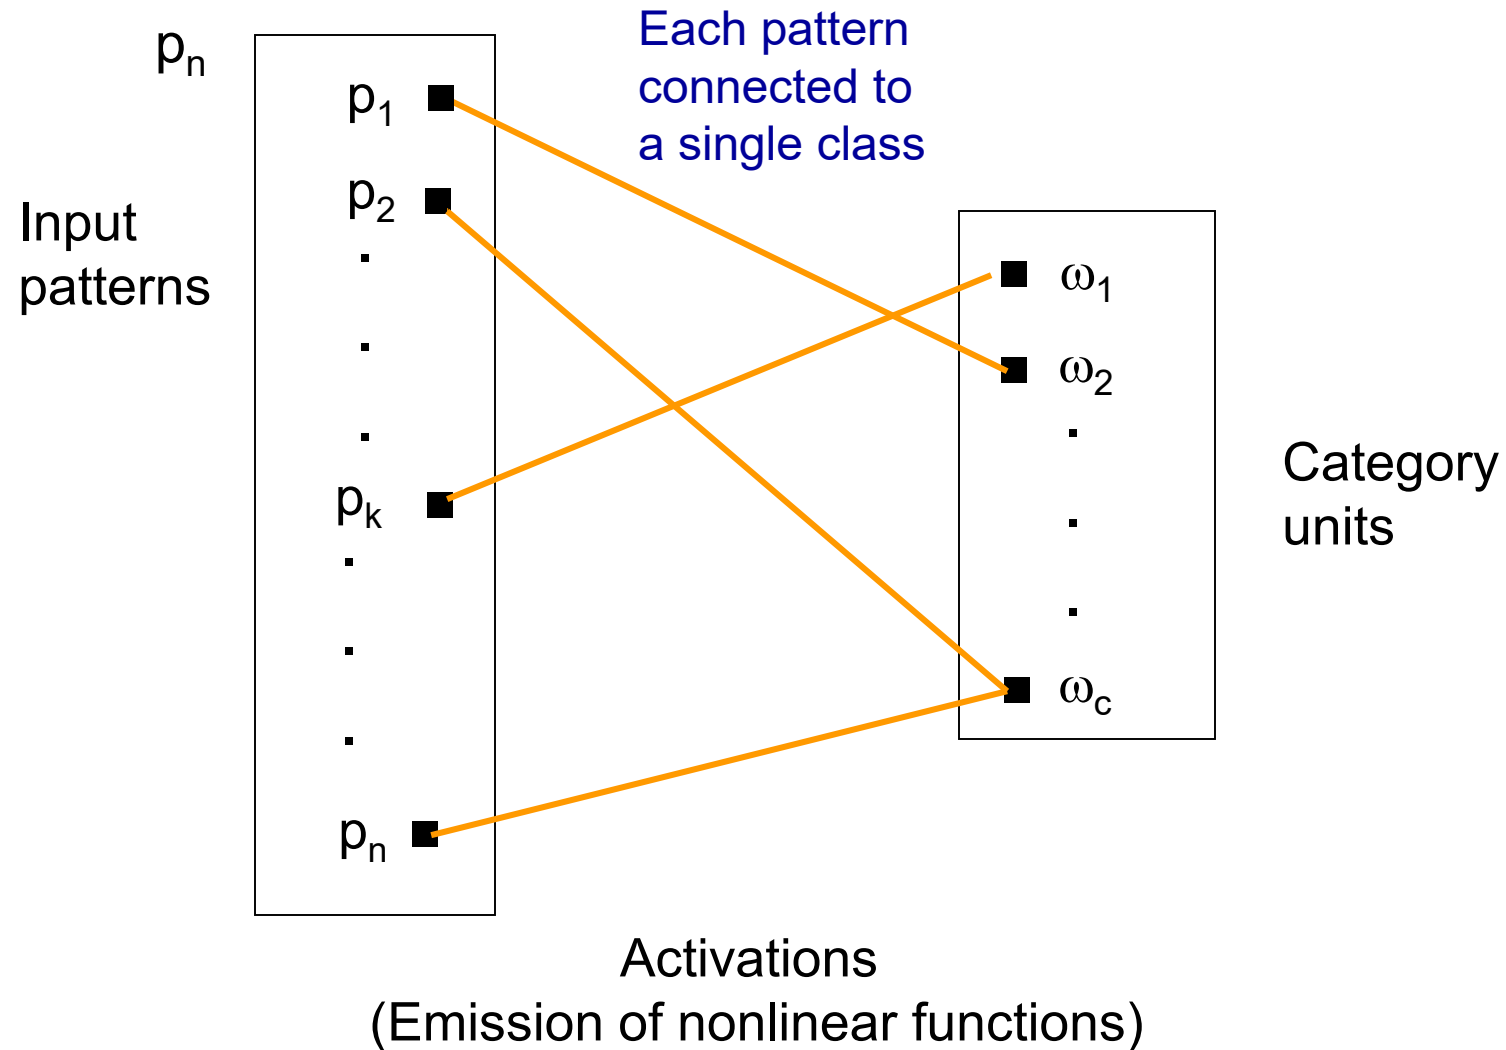 pₙ
Each pattern
connected to
a single class
p₁
p₂
Input
patterns
ω₁
ω₂
pₖ
Category
units
ω_c
pₙ
Activations
(Emission of nonlinear functions)